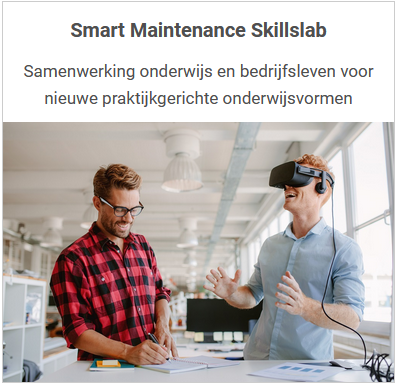 Smart Maintenance Skillslab
Samenwerking onderwijs en bedrijfsleven voor
nieuwe praktijkgerichte onderwijsvormen